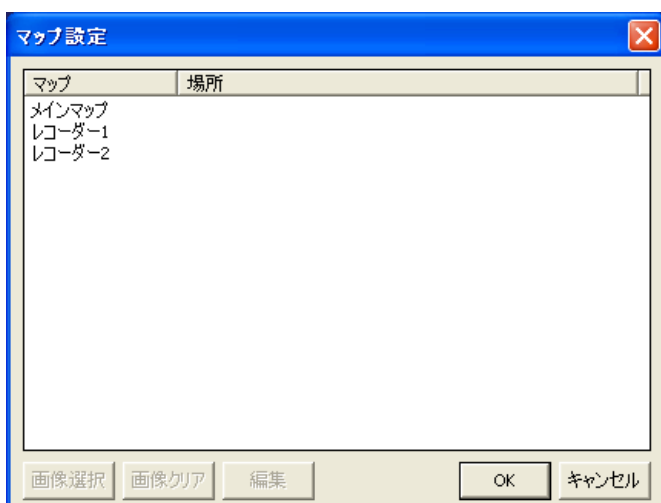 マップ設定
マップ 場所
メインマップ
レコーダー1
レコーダー2
画像選択 画像クリア 編集 OK キャンセル